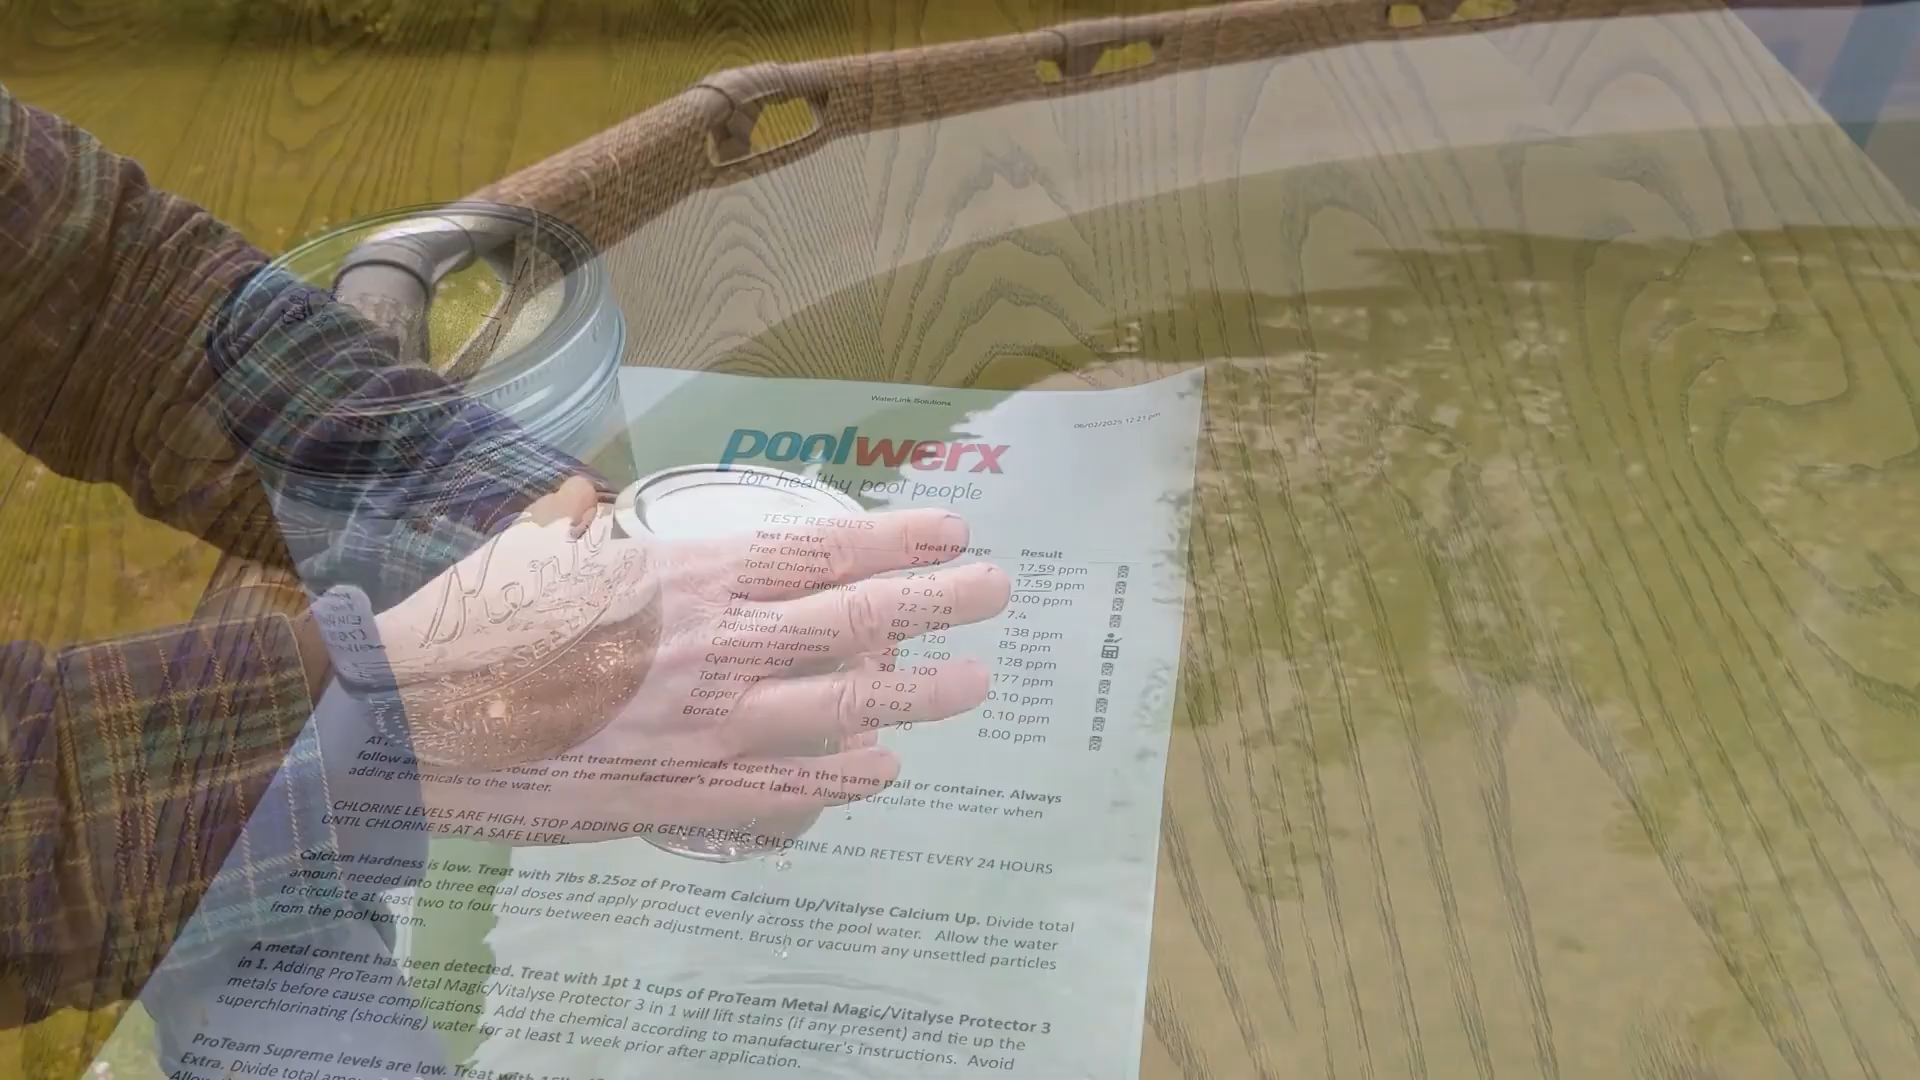 WaterLink Solutions
06/02/2025 12:21 pm
poolwerx
for healthy pool people
TEST RESULTS
Test Factor Ideal Range Result
Free Chlorine 2 - 4 17.59 ppm
Total Chlorine 2 - 4 17.59 ppm
Combined Chlorine 0 - 0.4 0.00 ppm
pH 7.2 - 7.8 7.4
Alkalinity 80 - 120 138 ppm
Adjusted Alkalinity 80 - 120 85 ppm
Calcium Hardness 200 - 400 128 ppm
Cyanuric Acid 30 - 100 177 ppm
Total Iron 0 - 0.2 0.10 ppm
Copper 0 - 0.2 0.10 ppm
Borate 30 - 70 8.00 ppm
treatment chemicals together in the same pail or container. Always
follow found on the manufacturer's product label. Always circulate the water when
adding chemicals to the water.
CHLORINE LEVELS ARE HIGH. STOP ADDING OR GENERATING CHLORINE AND RETEST EVERY 24 HOURS
UNTIL CHLORINE IS AT A SAFE LEVEL.
Calcium Hardness is low. Treat with 7lbs 8.25oz of ProTeam Calcium Up/Vitalyse Calcium Up. Divide total
amount needed into three equal doses and apply product evenly across the pool water. Allow the water
to circulate at least two to four hours between each adjustment. Brush or vacuum any unsettled particles
from the pool bottom.
A metal content has been detected. Treat with 1pt 1 cups of ProTeam Metal Magic/Vitalyse Protector 3
in 1. Adding ProTeam Metal Magic/Vitalyse Protector 3 in 1 will lift stains (if any present) and tie up the
metals before cause complications. Add the chemical according to manufacturer's instructions. Avoid
superchlorinating (shocking) water for at least 1 week prior after application.
ProTeam Supreme levels are low. Treat with
Extra. Divide total
Kerr
SELF SEALING